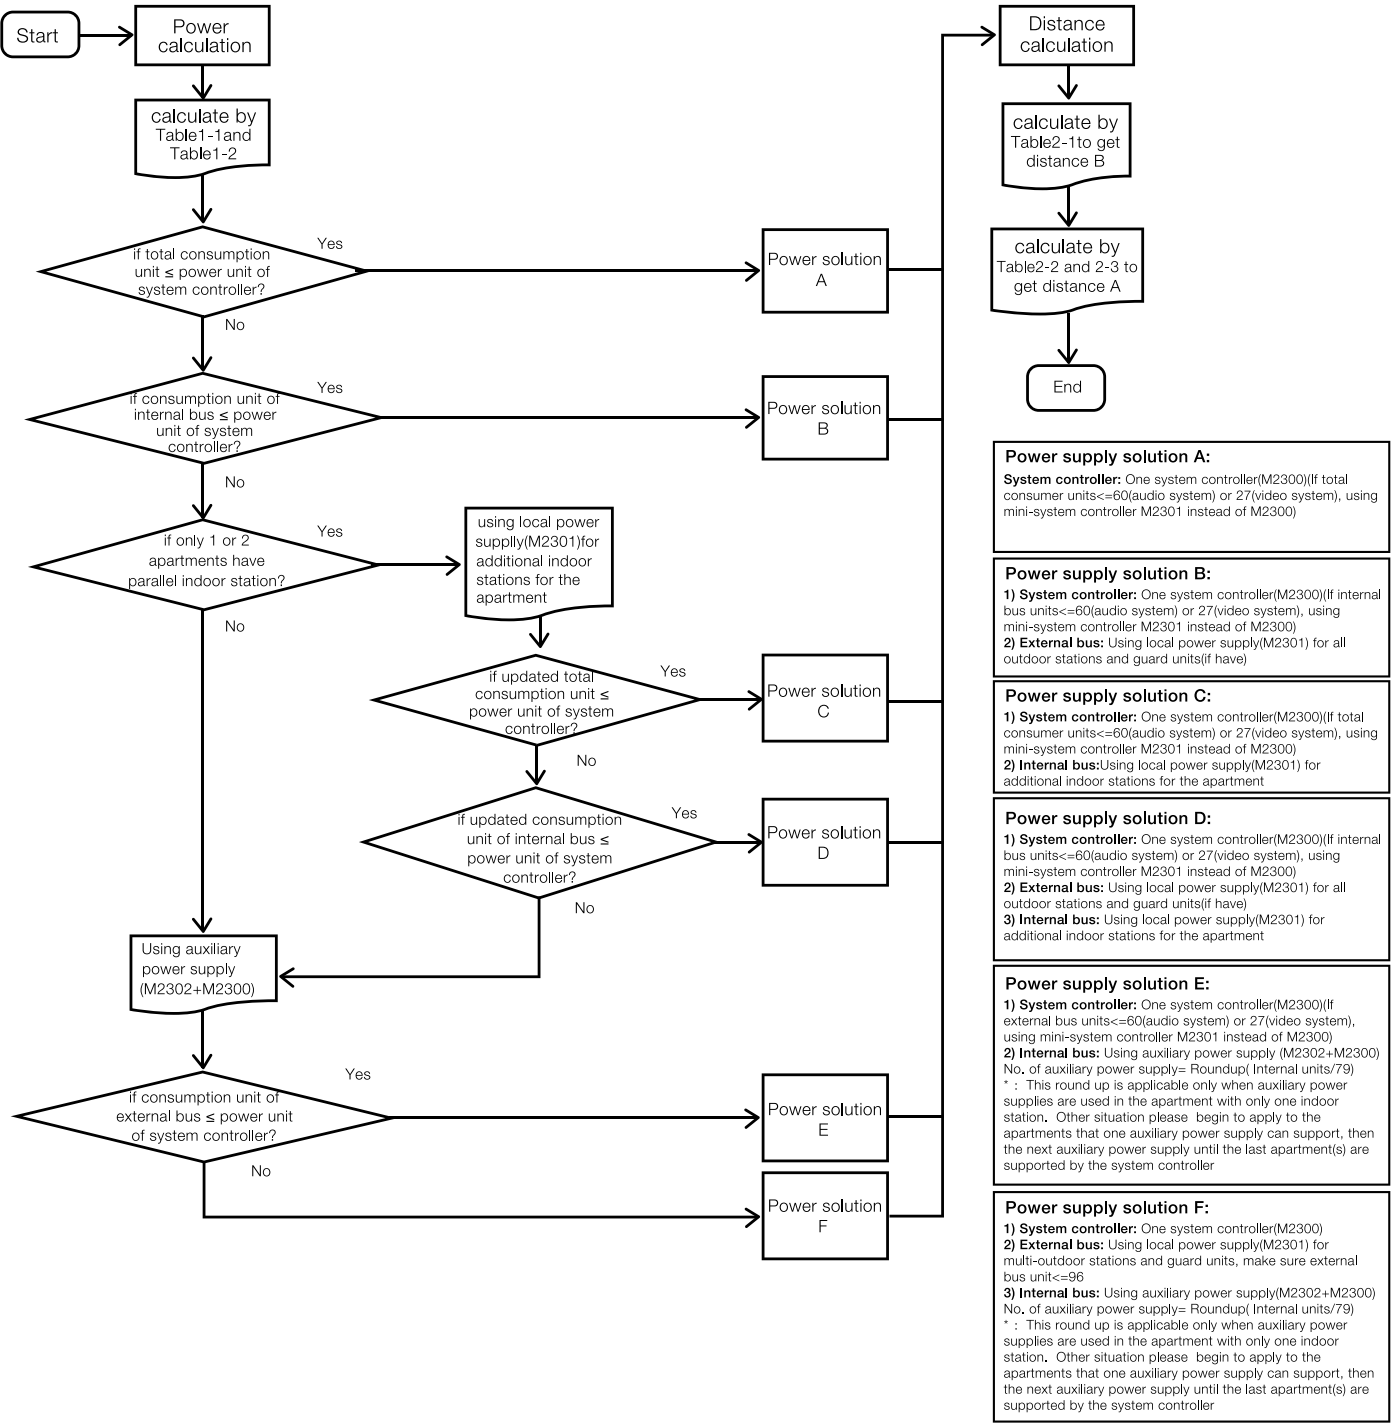 Start
Power
calculation
calculate by
Table1-1and
Table1-2
if total consumption
unit ≤ power unit of
system controller?
Yes
No
Power solution
A
if consumption unit of
internal bus ≤ power
unit of system
controller?
Yes
No
Power solution
B
if only 1 or 2
apartments have
parallel indoor station?
Yes
No
using local power
supplly(M2301)for
additional indoor
stations for the
apartment
if updated total
consumption unit ≤
power unit of system
controller?
Yes
No
Power solution
C
if updated consumption
unit of internal bus ≤
power unit of system
controller?
Yes
No
Power solution
D
Using auxiliary
power supply
(M2302+M2300)
if consumption unit of
external bus ≤ power unit
of system controller?
Yes
No
Power solution
E
Power solution
F
Distance
calculation
calculate by
Table2-1to get
distance B
calculate by
Table2-2 and 2-3 to
get distance A
End
Power supply solution A:
System controller: One system controller(M2300)(If total
consumer units<=60(audio system) or 27(video system), using
mini-system controller M2301 instead of M2300)
Power supply solution B:
1) System controller: One system controller(M2300)(If internal
bus units<=60(audio system) or 27(video system), using
mini-system controller M2301 instead of M2300)
2) External bus: Using local power supply(M2301) for all
outdoor stations and guard units(if have)
Power supply solution C:
1) System controller: One system controller(M2300)(If total
consumer units<=60(audio system) or 27(video system), using
mini-system controller M2301 instead of M2300)
2) Internal bus:Using local power supply(M2301) for
additional indoor stations for the apartment
Power supply solution D:
1) System controller: One system controller(M2300)(If internal
bus units<=60(audio system) or 27(video system), using
mini-system controller M2301 instead of M2300)
2) External bus: Using local power supply(M2301) for all
outdoor stations and guard units(if have)
3) Internal bus: Using local power supply(M2301) for
additional indoor stations for the apartment
Power supply solution E:
1) System controller: One system controller(M2300)(If
external bus units<=60(audio system) or 27(video system),
using mini-system controller M2301 instead of M2300)
2) Internal bus: Using auxiliary power supply (M2302+M2300)
No. of auxiliary power supply= Roundup( Internal units/79)
* : This round up is applicable only when auxiliary power
supplies are used in the apartment with only one indoor
station. Other situation please begin to apply to the
apartments that one auxiliary power supply can support, then
the next auxiliary power supply until the last apartment(s) are
supported by the system controller
Power supply solution F:
1) System controller: One system controller(M2300)
2) External bus: Using local power supply(M2301) for
multi-outdoor stations and guard units, make sure external
bus unit<=96
3) Internal bus: Using auxiliary power supply(M2302+M2300)
No. of auxiliary power supply= Roundup( Internal units/79)
* : This round up is applicable only when auxiliary power
supplies are used in the apartment with only one indoor
station. Other situation please begin to apply to the
apartments that one auxiliary power supply can support, then
the next auxiliary power supply until the last apartment(s) are
supported by the system controller